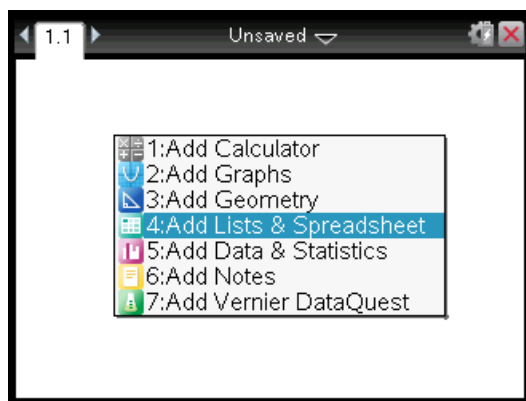 1.1 Unsaved
1:Add Calculator
2:Add Graphs
3:Add Geometry
4:Add Lists & Spreadsheet
5:Add Data & Statistics
6:Add Notes
7:Add Vernier DataQuest